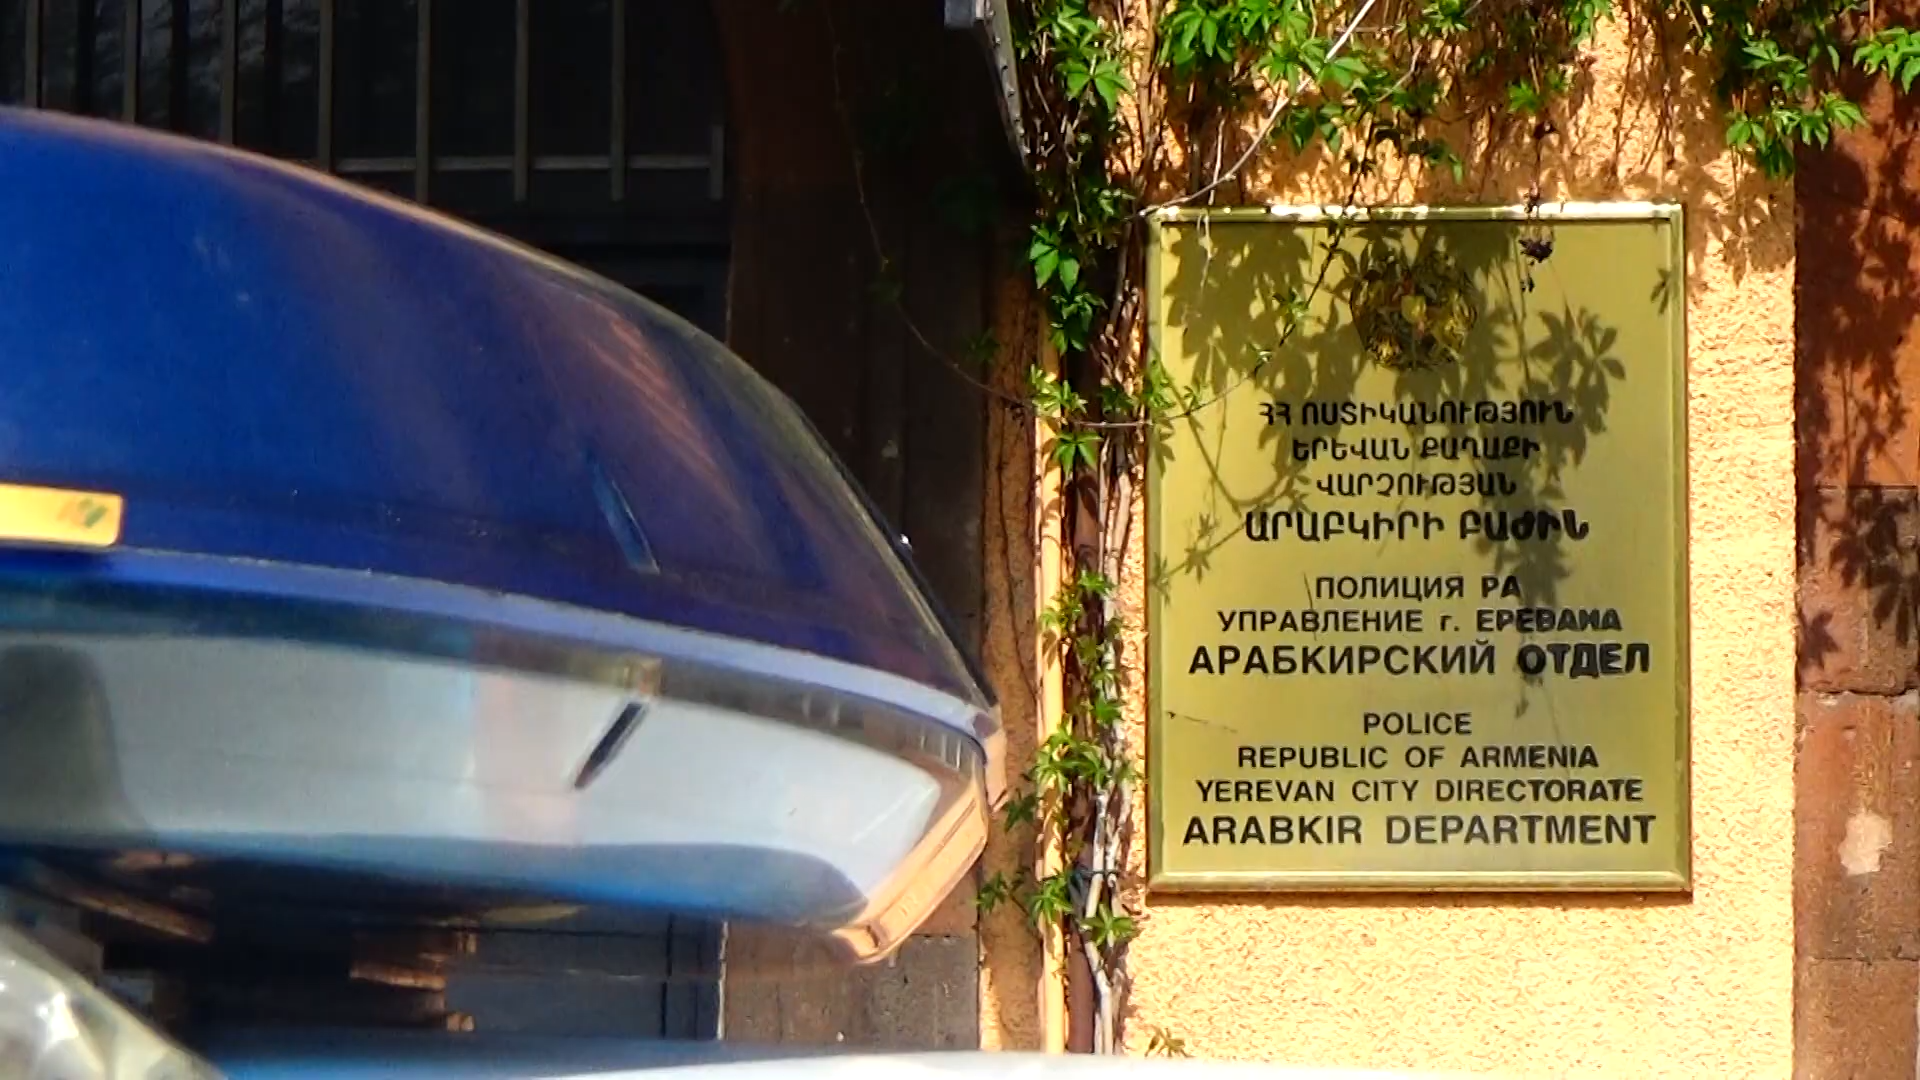 ՀՀ ՈՍՏԻԿԱՆՈՒԹՅՈՒՆ
ԵՐԵՎԱՆ ՔԱՂԱՔԻ
ՎԱՐՉՈՒԹՅԱՆ
ԱՐԱԲԿԻՐԻ ԲԱԺԻՆ
ПОЛИЦИЯ РА
УПРАВЛЕНИЕ г. ЕРЕВАНА
АРАБКИРСКИЙ ОТДЕЛ
POLICE
REPUBLIC OF ARMENIA
YEREVAN CITY DIRECTORATE
ARABKIR DEPARTMENT